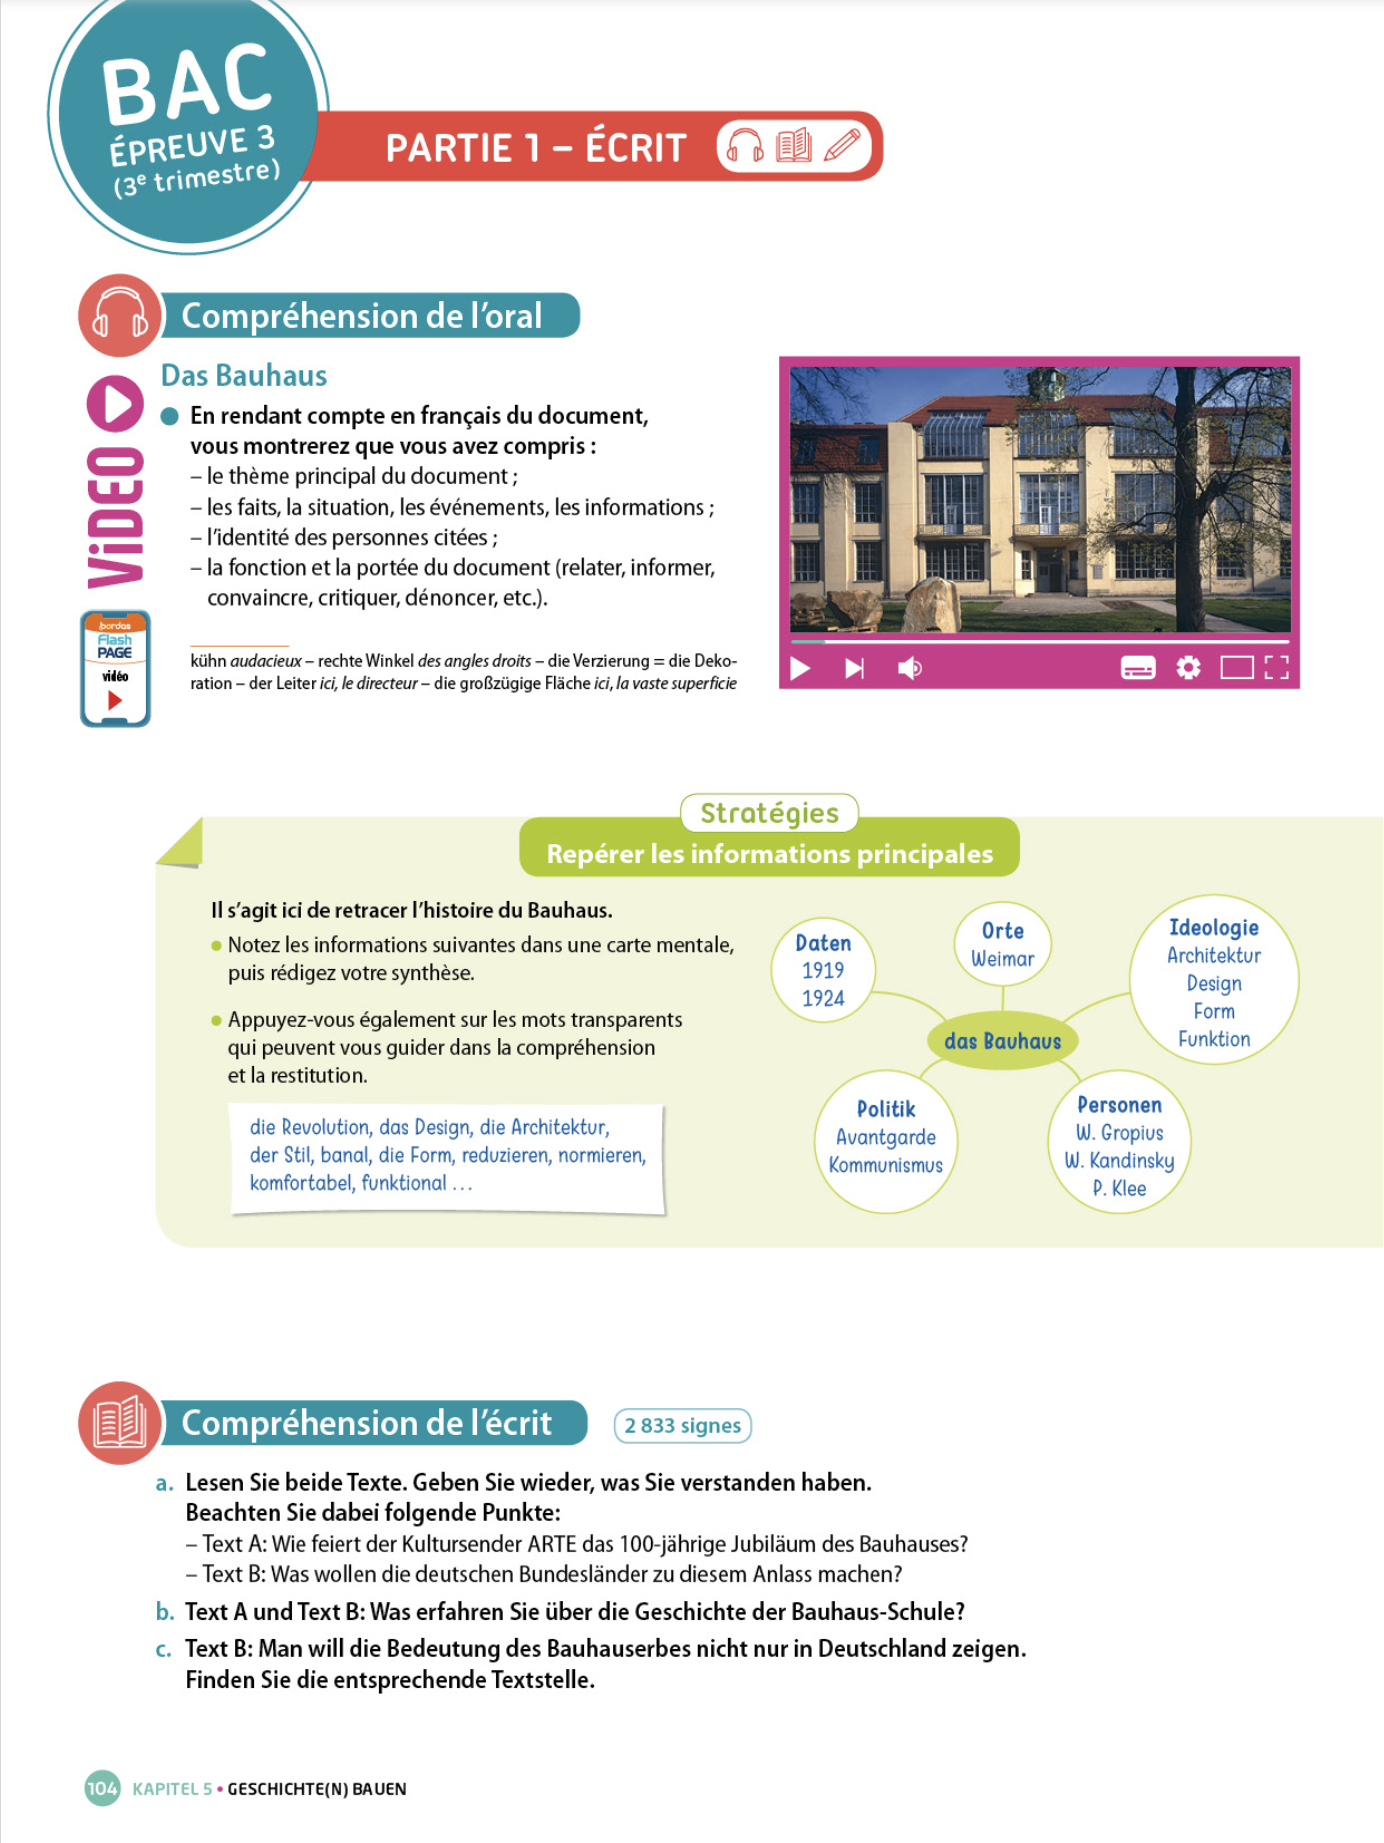 BAC
ÉPREUVE 3
(3e trimestre)
PARTIE 1 – ÉCRIT
Compréhension de l’oral
Das Bauhaus
ViDEO
● En rendant compte en français du document,
vous montrerez que vous avez compris :
– le thème principal du document ;
– les faits, la situation, les événements, les informations ;
– l’identité des personnes citées ;
– la fonction et la portée du document (relater, informer,
convaincre, critiquer, dénoncer, etc.).
bordas
Flash
PAGE
vidéo
kühn audacieux – rechte Winkel des angles droits – die Verzierung = die Deko-
ration – der Leiter ici, le directeur – die großzügige Fläche ici, la vaste superficie
Stratégies
Repérer les informations principales
Il s’agit ici de retracer l’histoire du Bauhaus.
● Notez les informations suivantes dans une carte mentale,
puis rédigez votre synthèse.
● Appuyez-vous également sur les mots transparents
qui peuvent vous guider dans la compréhension
et la restitution.
die Revolution, das Design, die Architektur,
der Stil, banal, die Form, reduzieren, normieren,
komfortabel, funktional ...
Daten
1919
1924
Orte
Weimar
Ideologie
Architektur
Design
Form
Funktion
das Bauhaus
Politik
Avantgarde
Kommunismus
Personen
W. Gropius
W. Kandinsky
P. Klee
Compréhension de l’écrit
2 833 signes
a. Lesen Sie beide Texte. Geben Sie wieder, was Sie verstanden haben.
Beachten Sie dabei folgende Punkte:
– Text A: Wie feiert der Kultursender ARTE das 100-jährige Jubiläum des Bauhauses?
– Text B: Was wollen die deutschen Bundesländer zu diesem Anlass machen?
b. Text A und Text B: Was erfahren Sie über die Geschichte der Bauhaus-Schule?
c. Text B: Man will die Bedeutung des Bauhauserbes nicht nur in Deutschland zeigen.
Finden Sie die entsprechende Textstelle.
104 KAPITEL 5 • GESCHICHTE(N) BAUEN